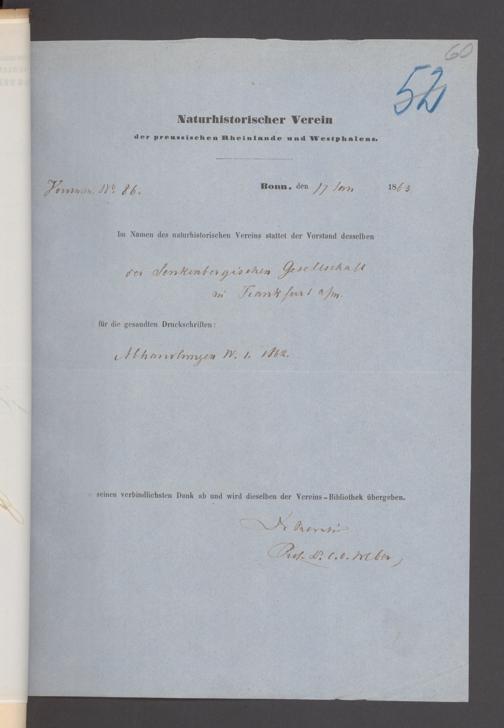 60
52
Naturhistorischer Verein
der preussischen Rheinlande und Westphalens.
No 86.
Bonn, den 17 Jan 1863
Im Namen des naturhistorischen Vereins stattet der Vorstand desselben
der Senkenbergischen Gesellschaft
in Frankfurt a/m.
für die gesandten Druckschriften:
Abhandlungen IV. 1. 1862.
seinen verbindlichsten Dank ab und wird dieselben der Vereins-Bibliothek übergeben.
Dr
Prof. Dr. C. O. Weber,